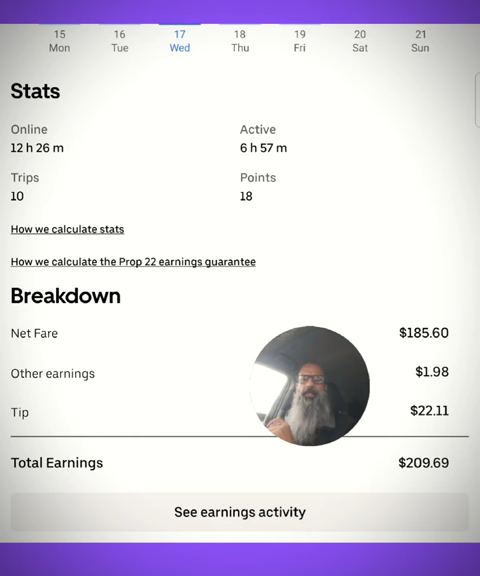 15 16 17 18 19 20 21
Mon Tue Wed Thu Fri Sat Sun
Stats
Online Active
12 h 26 m 6 h 57 m
Trips Points
10 18
How we calculate stats
How we calculate the Prop 22 earnings guarantee
Breakdown
Net Fare $185.60
Other earnings $1.98
Tip $22.11
Total Earnings $209.69
See earnings activity